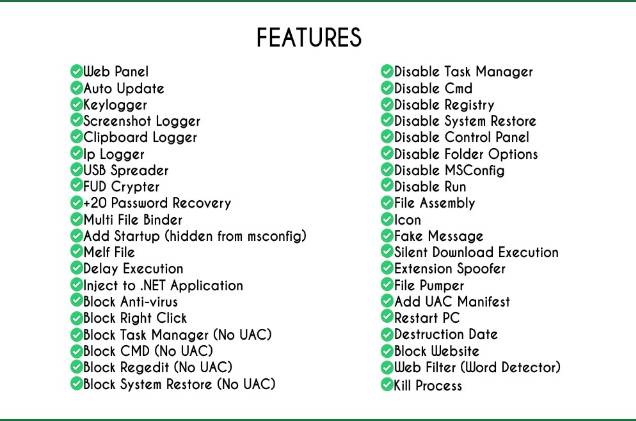 FEATURES
Web Panel
Auto Update
Keylogger
Screenshot Logger
Clipboard Logger
Ip Logger
USB Spreader
FUD Crypter
+20 Password Recovery
Multi File Binder
Add Startup (hidden from msconfig)
Melf File
Delay Execution
Inject to .NET Application
Block Anti-virus
Block Right Click
Block Task Manager (No UAC)
Block CMD (No UAC)
Block Regedit (No UAC)
Block System Restore (No UAC)
Disable Task Manager
Disable Cmd
Disable Registry
Disable System Restore
Disable Control Panel
Disable Folder Options
Disable MSConfig
Disable Run
File Assembly
Icon
Fake Message
Silent Download Execution
Extension Spoofer
File Pumper
Add UAC Manifest
Restart PC
Destruction Date
Block Website
Web Filter (Word Detector)
Kill Process